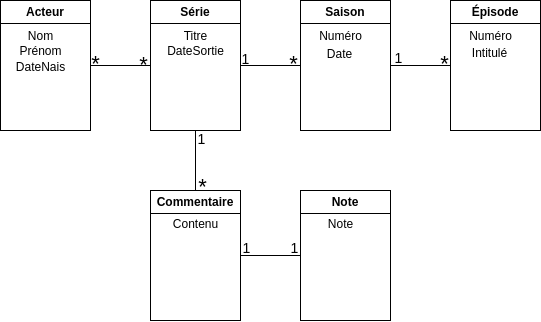 Acteur
Nom
Prénom
DateNais
* *
Série
Titre
DateSortie
1 *
Saison
Numéro
Date
1 *
Épisode
Numéro
Intitulé
1
*
Commentaire
Contenu
1 1
Note
Note